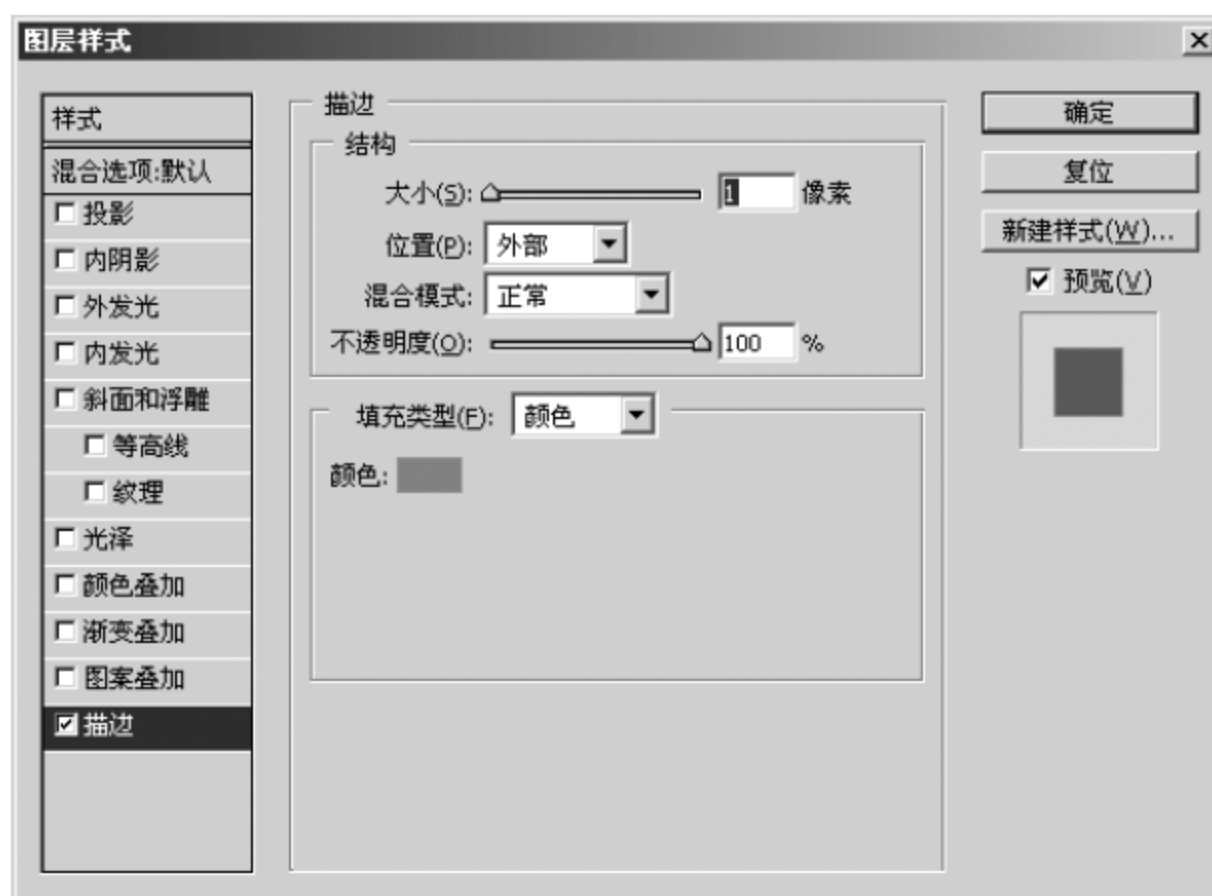 图层样式
样式
混合选项:默认
投影
内阴影
外发光
内发光
斜面和浮雕
等高线
纹理
光泽
颜色叠加
渐变叠加
图案叠加
描边
描边
结构
大小(S): 1 像素
位置(P): 外部
混合模式: 正常
不透明度(O): 100 %
填充类型(F): 颜色
颜色:
确定
复位
新建样式(W)...
预览(V)